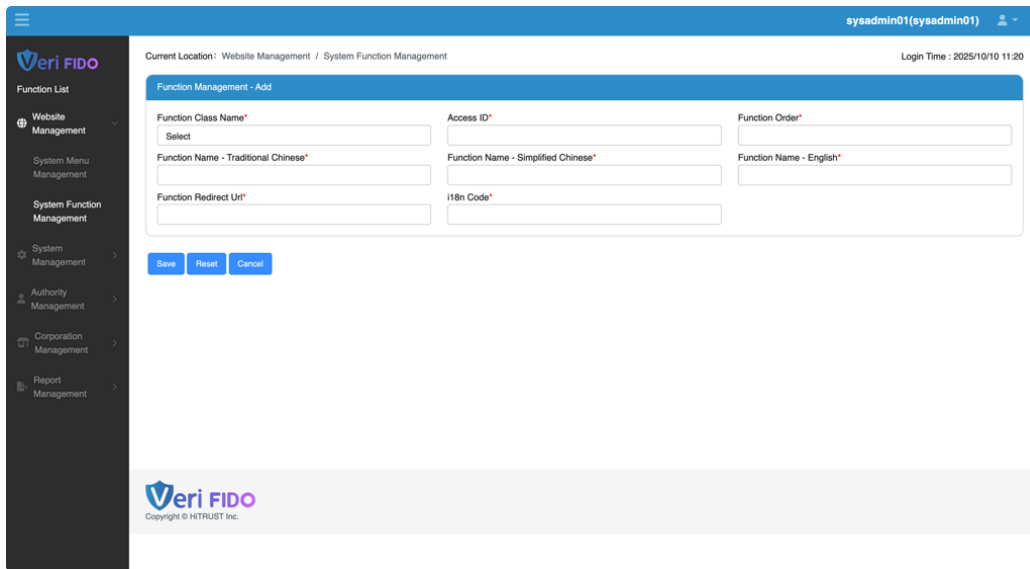 sysadmin01(sysadmin01)
Veri FIDO
Function List
Website
Management
System Menu
Management
System Function
Management
System
Management
Authority
Management
Corporation
Management
Report
Management
Current Location： Website Management / System Function Management
Login Time : 2025/10/10 11:20
Function Management - Add
Function Class Name*
Access ID*
Function Order*
Select
Function Name - Traditional Chinese*
Function Name - Simplified Chinese*
Function Name - English*
Function Redirect Url*
i18n Code*
Save
Reset
Cancel
Veri FIDO
Copyright © HiTRUST Inc.